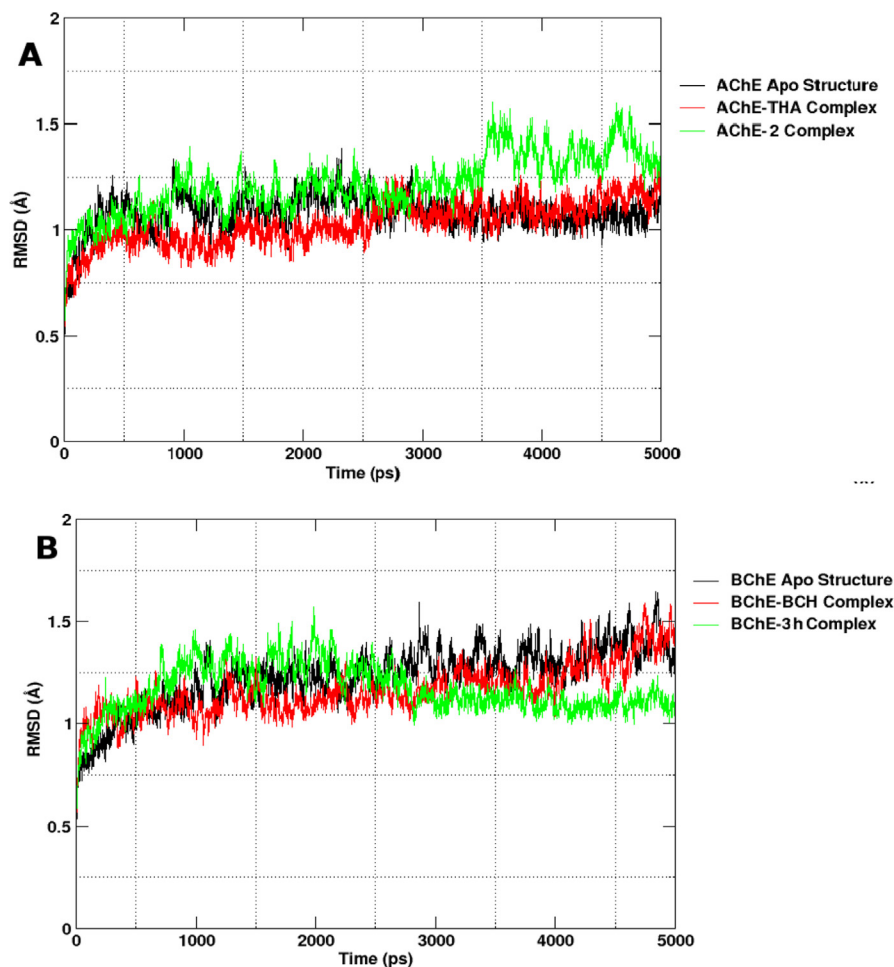 A
2
1.5
1
0.5
0
RMSD (Å)
0 1000 2000 3000 4000 5000
Time (ps)
AChE Apo Structure
AChE-THA Complex
AChE-2 Complex
B
2
1.5
1
0.5
0
RMSD (Å)
0 1000 2000 3000 4000 5000
Time (ps)
BChE Apo Structure
BChE-BCH Complex
BChE-3h Complex